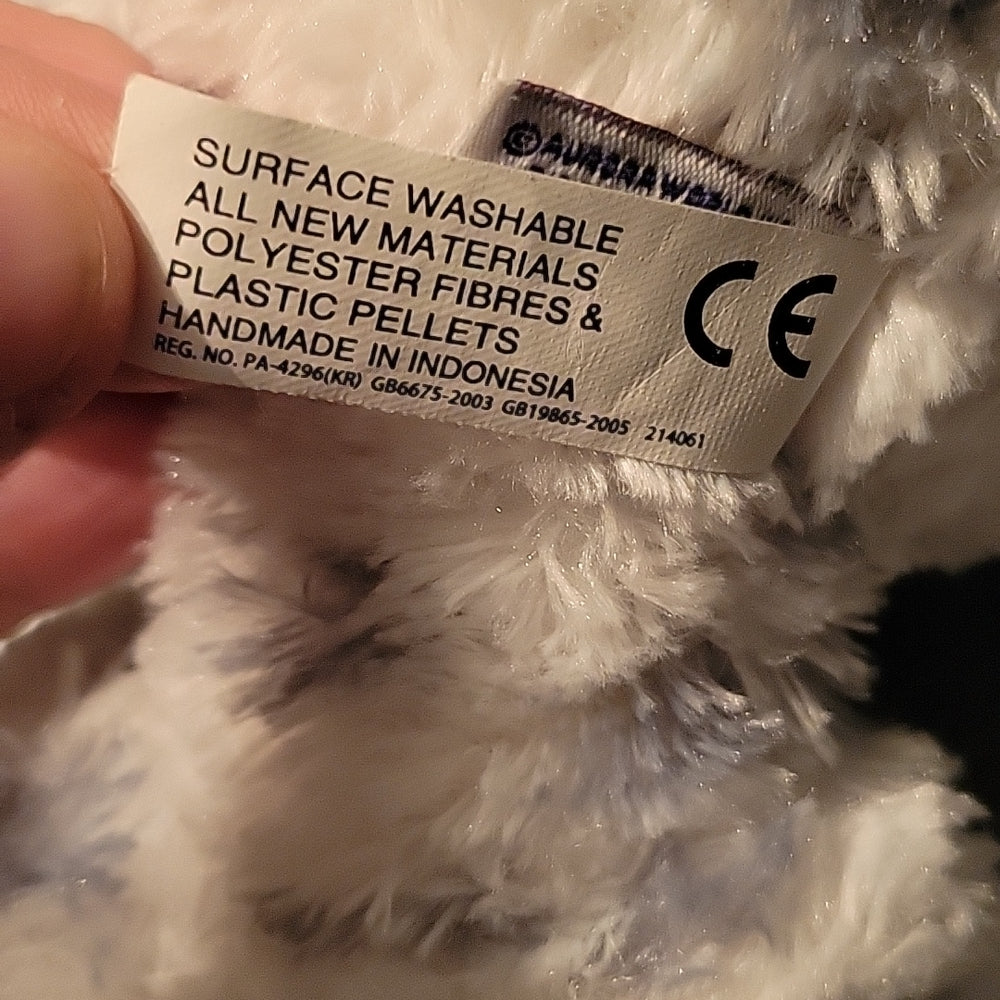 SURFACE WASHABLE
ALL NEW MATERIALS
POLYESTER FIBRES &
PLASTIC PELLETS
HANDMADE IN INDONESIA
REG. NO. PA-4296(KR) GB6675-2003 GB19865-2005 214061
CE
©AURORA